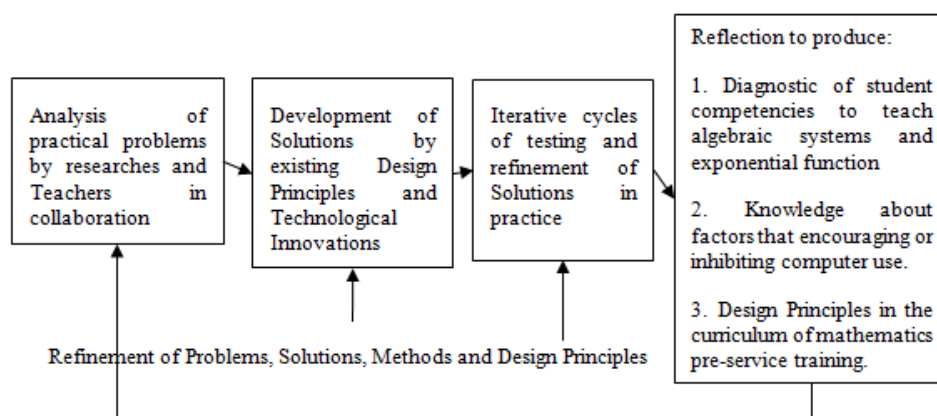 Analysis of
practical problems
by researches and
Teachers in
collaboration
Development of
Solutions by
existing Design
Principles and
Technological
Innovations
Iterative cycles
of testing and
refinement of
Solutions in
practice
Reflection to produce:
1. Diagnostic of student
competencies to teach
algebraic systems and
exponential function
2. Knowledge about
factors that encouraging or
inhibiting computer use.
3. Design Principles in the
curriculum of mathematics
pre-service training.
Refinement of Problems, Solutions, Methods and Design Principles